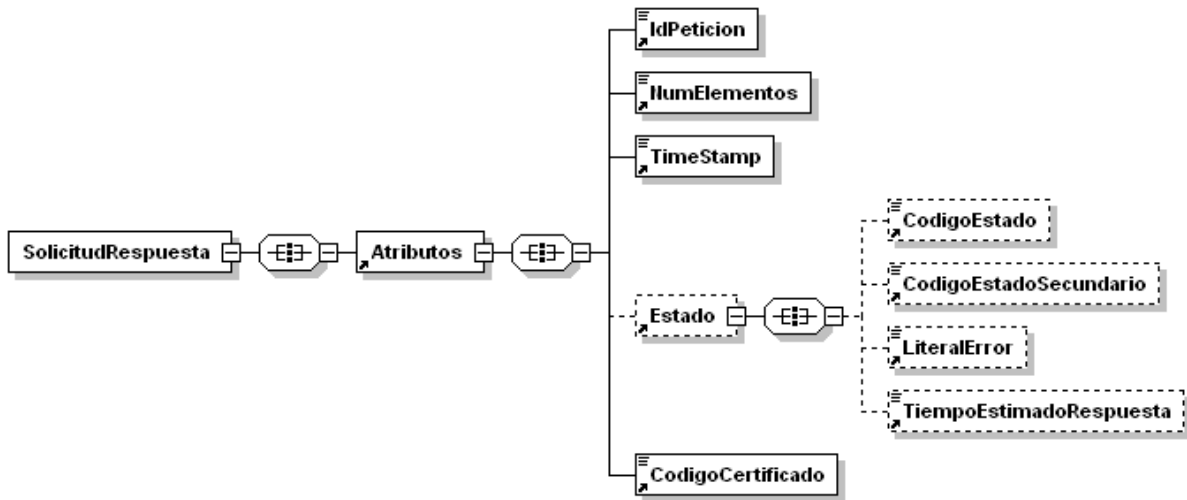 IdPeticion
NumElementos
TimeStamp
SolicitudRespuesta
Atributos
CodigoEstado
CodigoEstadoSecundario
Estado
LiteralError
TiempoEstimadoRespuesta
CodigoCertificado